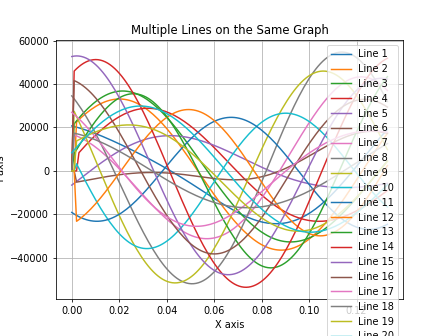 Multiple Lines on the Same Graph
60000
40000
20000
0
−20000
−40000
0.00
0.02
0.04
0.06
0.08
0.10
X axis
Line 1
Line 2
Line 3
Line 4
Line 5
Line 6
Line 7
Line 8
Line 9
Line 10
Line 11
Line 12
Line 13
Line 14
Line 15
Line 16
Line 17
Line 18
Line 19
Line 20